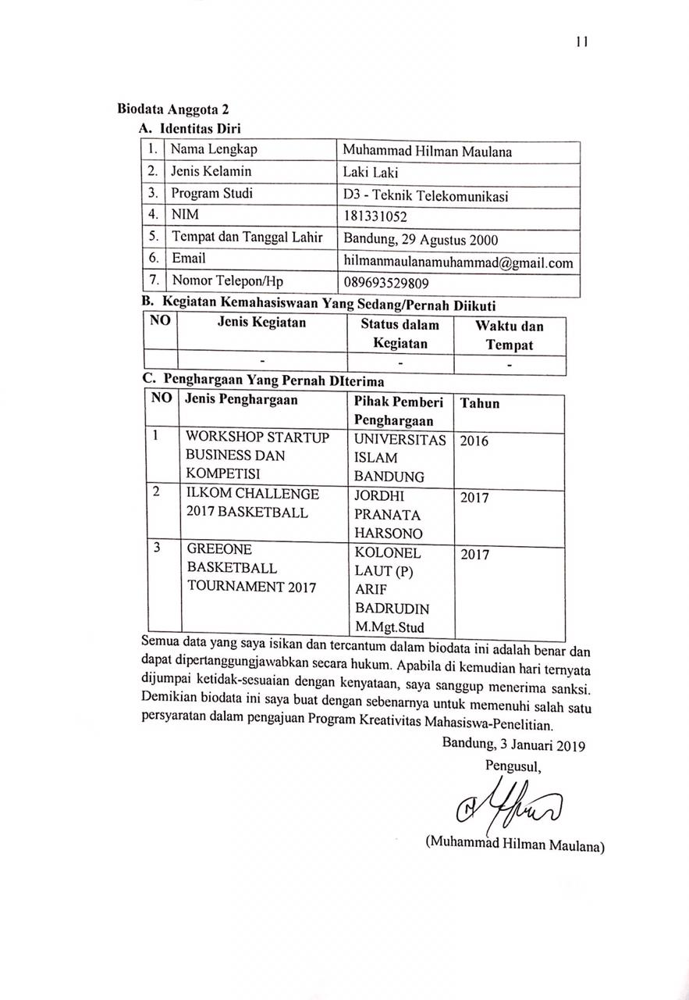 11
Biodata Anggota 2
A. Identitas Diri
1. Nama Lengkap Muhammad Hilman Maulana
2. Jenis Kelamin Laki Laki
3. Program Studi D3 - Teknik Telekomunikasi
4. NIM 181331052
5. Tempat dan Tanggal Lahir Bandung, 29 Agustus 2000
6. Email hilmanmaulanamuhammad@gmail.com
7. Nomor Telepon/Hp 089693529809
B. Kegiatan Kemahasiswaan Yang Sedang/Pernah Diikuti
NO Jenis Kegiatan Status dalam Waktu dan
Kegiatan Tempat
- - -
C. Penghargaan Yang Pernah DIterima
NO Jenis Penghargaan Pihak Pemberi Tahun
Penghargaan
1 WORKSHOP STARTUP UNIVERSITAS 2016
BUSINESS DAN ISLAM
KOMPETISI BANDUNG
2 ILKOM CHALLENGE JORDHI 2017
2017 BASKETBALL PRANATA
HARSONO
3 GREEONE KOLONEL 2017
BASKETBALL LAUT (P)
TOURNAMENT 2017 ARIF
BADRUDIN
M.Mgt.Stud
Semua data yang saya isikan dan tercantum dalam biodata ini adalah benar dan
dapat dipertanggungjawabkan secara hukum. Apabila di kemudian hari ternyata
dijumpai ketidak-sesuaian dengan kenyataan, saya sanggup menerima sanksi.
Demikian biodata ini saya buat dengan sebenarnya untuk memenuhi salah satu
persyaratan dalam pengajuan Program Kreativitas Mahasiswa-Penelitian.
Bandung, 3 Januari 2019
Pengusul,
(Muhammad Hilman Maulana)